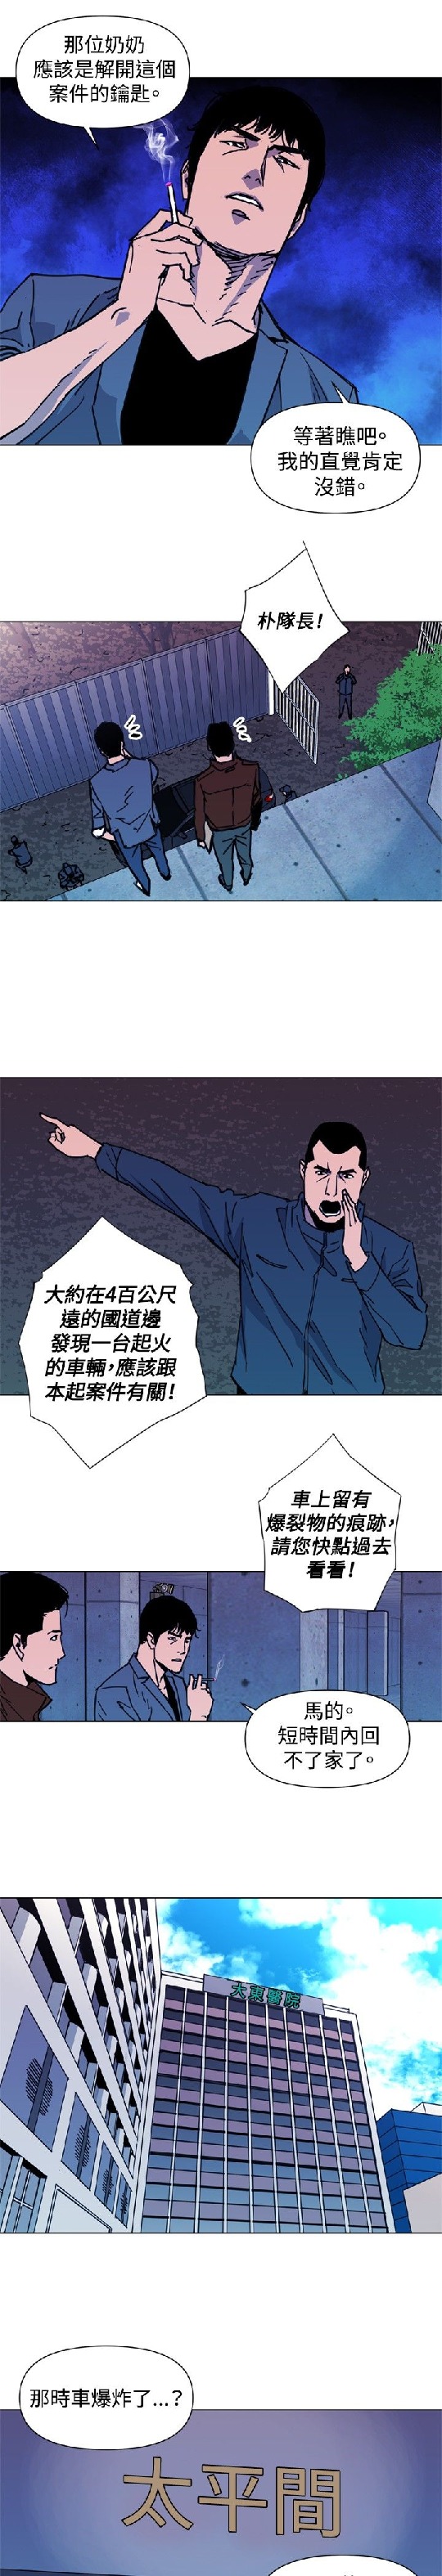 那位奶奶
應該是解開這個
案件的鑰匙。
等著瞧吧。
我的直覺肯定
沒錯。
朴隊長!
大約在4百公尺
遠的國道邊
發現一台起火
的車輛,應該跟
本起案件有關!
車上留有
爆裂物的痕跡,
請您快點過去
看看!
馬的。
短時間內回
不了家了。
大東醫院
那時車爆炸了...?
太平間